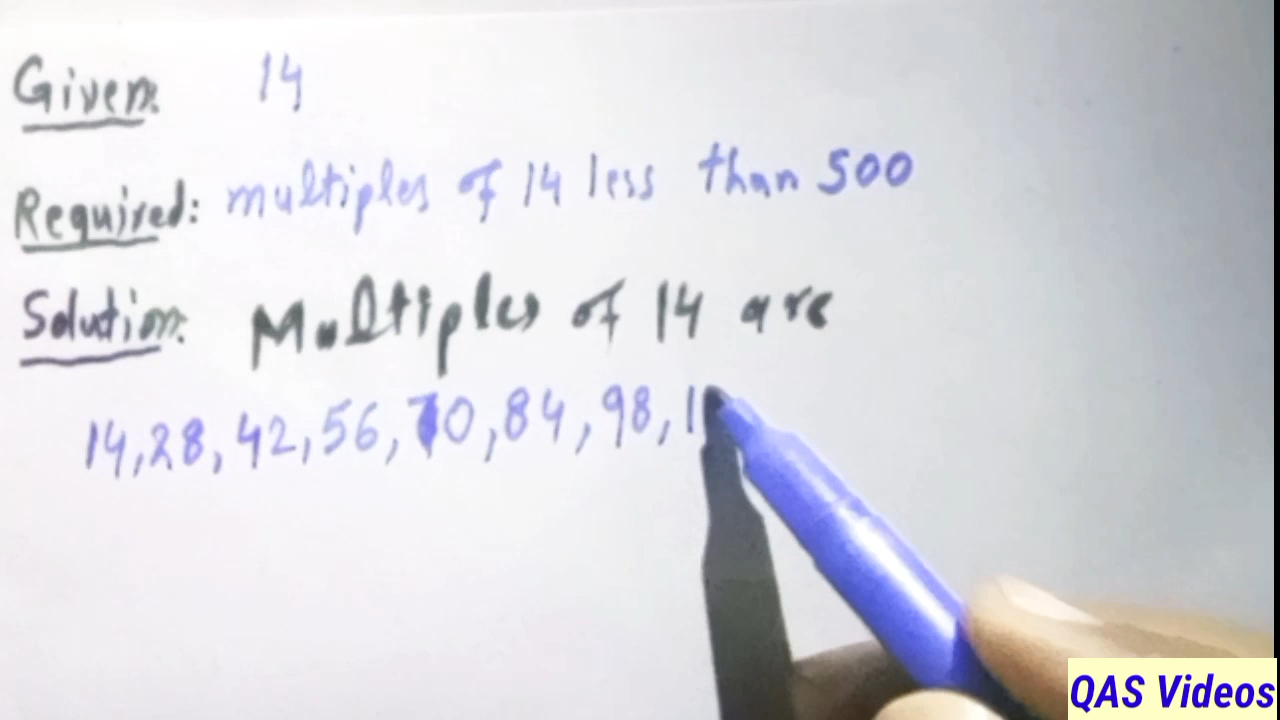 Given: 14
Required: multiples of 14 less than 500
Solution: Multiples of 14 are
14,28,42,56,70,84,98,1
QAS Videos